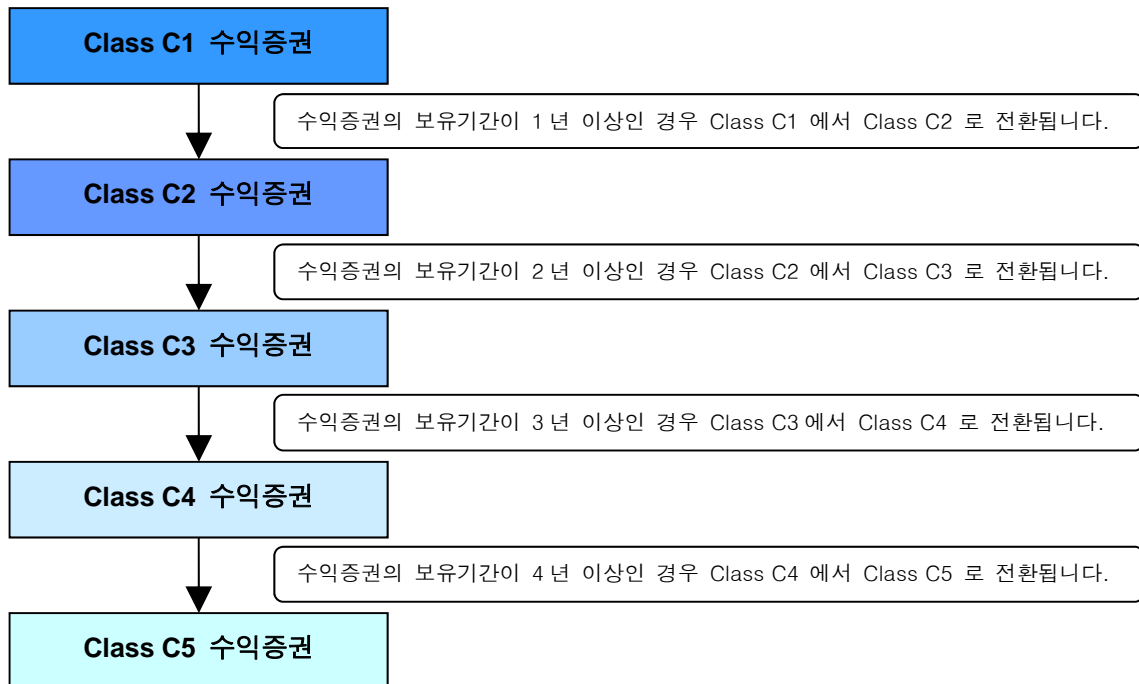 Class C1 수익증권
수익증권의 보유기간이 1년 이상인 경우 Class C1 에서 Class C2 로 전환됩니다.
Class C2 수익증권
수익증권의 보유기간이 2년 이상인 경우 Class C2 에서 Class C3 로 전환됩니다.
Class C3 수익증권
수익증권의 보유기간이 3년 이상인 경우 Class C3에서 Class C4 로 전환됩니다.
Class C4 수익증권
수익증권의 보유기간이 4년 이상인 경우 Class C4 에서 Class C5 로 전환됩니다.
Class C5 수익증권